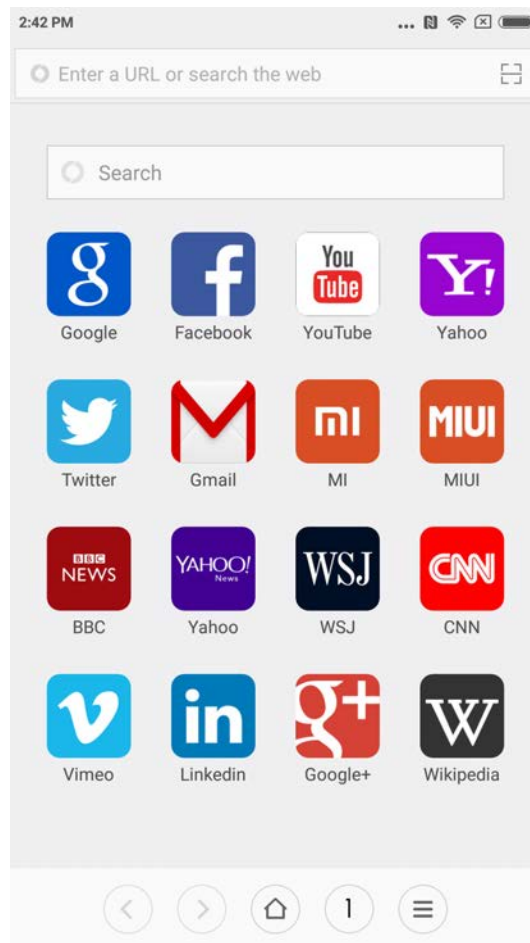 2:42 PM ...
Enter a URL or search the web
Search
g f You Tube Y!
Google Facebook YouTube Yahoo
M mi MIUI
Twitter Gmail MI MIUI
BBC NEWS YAHOO! News WSJ CNN
BBC Yahoo WSJ CNN
v in g+ W
Vimeo Linkedin Google+ Wikipedia
1